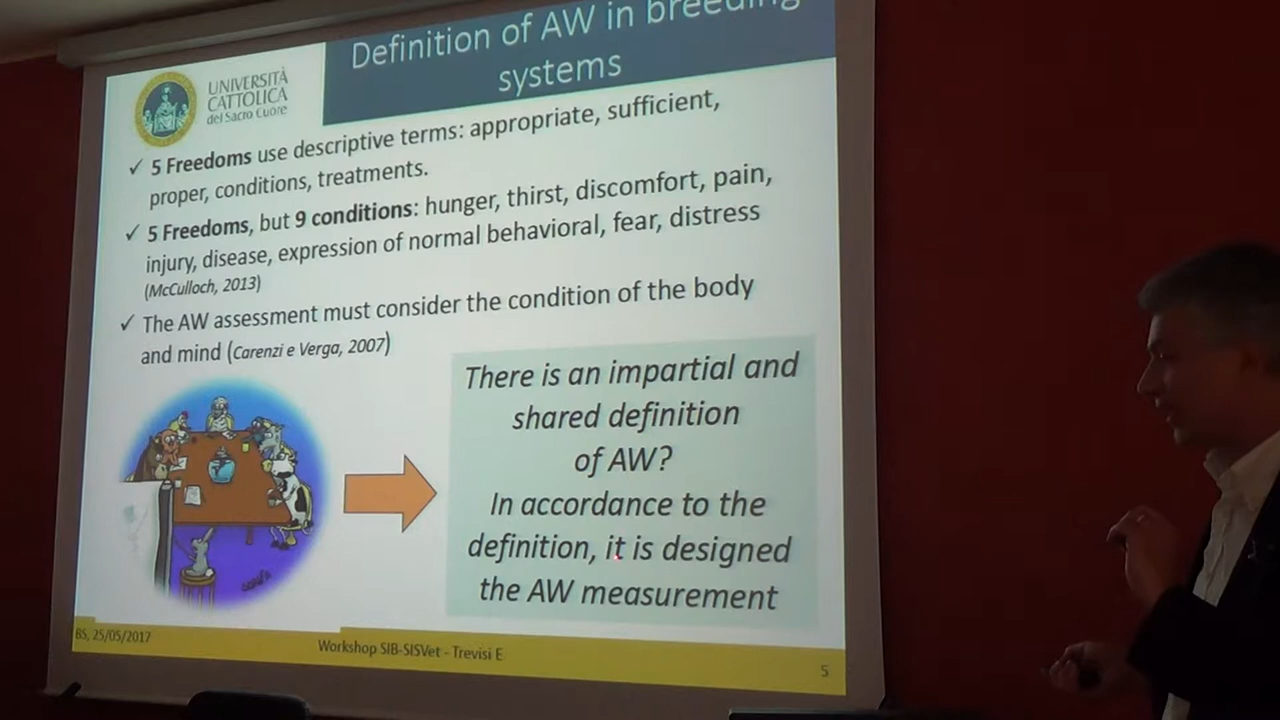 UNIVERSITÀ
CATTOLICA
del Sacro Cuore
Definition of AW in breeding
systems
✓ 5 Freedoms use descriptive terms: appropriate, sufficient,
proper, conditions, treatments.
✓ 5 Freedoms, but 9 conditions: hunger, thirst, discomfort, pain,
injury, disease, expression of normal behavioral, fear, distress
(McCulloch, 2013)
✓ The AW assessment must consider the condition of the body
and mind (Carenzi e Verga, 2007)
There is an impartial and
shared definition
of AW?
In accordance to the
definition, it is designed
the AW measurement
BS, 25/05/2017
Workshop SIB-SISVet - Trevisi E
5